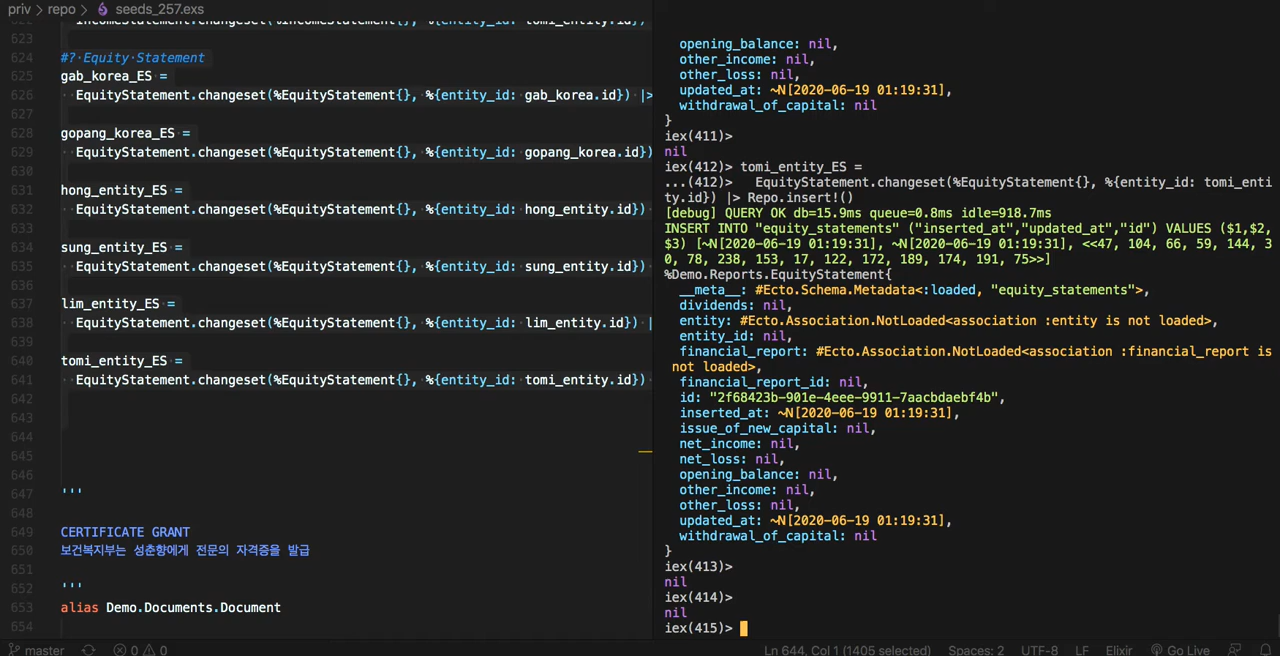 priv > repo > seeds_257.exs
622 IncomeStatement.changeset(%IncomeStatement{}, %{entity_id: tomi_entity.id})
623
624 #?·Equity·Statement
625 gab_korea_ES·=
626 ··EquityStatement.changeset(%EquityStatement{},·%{entity_id:·gab_korea.id})·|>
627
628 gopang_korea_ES·=
629 ··EquityStatement.changeset(%EquityStatement{},·%{entity_id:·gopang_korea.id})
630
631 hong_entity_ES·=
632 ··EquityStatement.changeset(%EquityStatement{},·%{entity_id:·hong_entity.id})
633
634 sung_entity_ES·=
635 ··EquityStatement.changeset(%EquityStatement{},·%{entity_id:·sung_entity.id})
636
637 lim_entity_ES·=
638 ··EquityStatement.changeset(%EquityStatement{},·%{entity_id:·lim_entity.id})·|
639
640 tomi_entity_ES·=
641 ··EquityStatement.changeset(%EquityStatement{},·%{entity_id:·tomi_entity.id})
642
643
644
645
646
647 '''
648
649 CERTIFICATE GRANT
650 보건복지부는 성춘향에게 전문의 자격증을 발급
651
652 '''
653 alias Demo.Documents.Document
654
opening_balance: nil,
other_income: nil,
other_loss: nil,
updated_at: ~N[2020-06-19 01:19:31],
withdrawal_of_capital: nil
}
iex(411)>
nil
iex(412)> tomi_entity_ES =
...(412)>   EquityStatement.changeset(%EquityStatement{}, %{entity_id: tomi_enti
ty.id}) |> Repo.insert!()
[debug] QUERY OK db=15.9ms queue=0.8ms idle=918.7ms
INSERT INTO "equity_statements" ("inserted_at","updated_at","id") VALUES ($1,$2,
$3) [~N[2020-06-19 01:19:31], ~N[2020-06-19 01:19:31], <<47, 104, 66, 59, 144, 3
0, 78, 238, 153, 17, 122, 172, 189, 174, 191, 75>>]
%Demo.Reports.EquityStatement{
__meta__: #Ecto.Schema.Metadata<:loaded, "equity_statements">,
dividends: nil,
entity: #Ecto.Association.NotLoaded<association :entity is not loaded>,
entity_id: nil,
financial_report: #Ecto.Association.NotLoaded<association :financial_report is
not loaded>,
financial_report_id: nil,
id: "2f68423b-901e-4eee-9911-7aacbdaebf4b",
inserted_at: ~N[2020-06-19 01:19:31],
issue_of_new_capital: nil,
net_income: nil,
net_loss: nil,
opening_balance: nil,
other_income: nil,
other_loss: nil,
updated_at: ~N[2020-06-19 01:19:31],
withdrawal_of_capital: nil
}
iex(413)>
nil
iex(414)>
nil
iex(415)>
master 0 0 Ln 644, Col 1 (1405 selected) Spaces: 2 UTF-8 LF Elixir Go Live